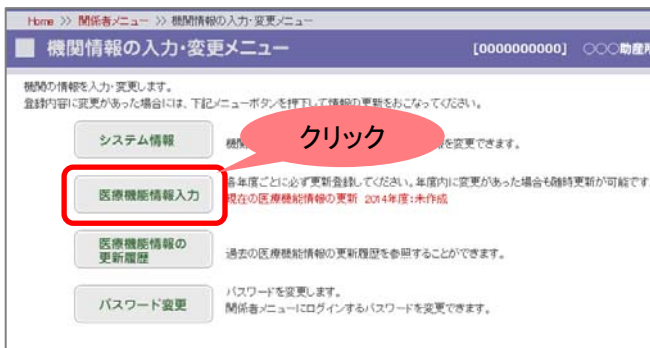 Home >> 関係者メニュー >> 機関情報の入力・変更メニュー
機関情報の入力・変更メニュー [0000000000] 〇〇〇助産所
機関の情報を入力・変更します。
登録内容に変更があった場合には、下記メニューボタンを押下して情報の更新をおこなってください。
システム情報
機関
を変更できます。
クリック
医療機能情報入力
各年度ごとに必ず更新登録してください。年度内に変更があった場合も随時更新が可能です。
現在の医療機能情報の更新 2014年度:未作成
医療機能情報の
更新履歴
過去の医療機能情報の更新履歴を参照することができます。
パスワード変更
パスワードを変更します。
関係者メニューにログインするパスワードを変更できます。